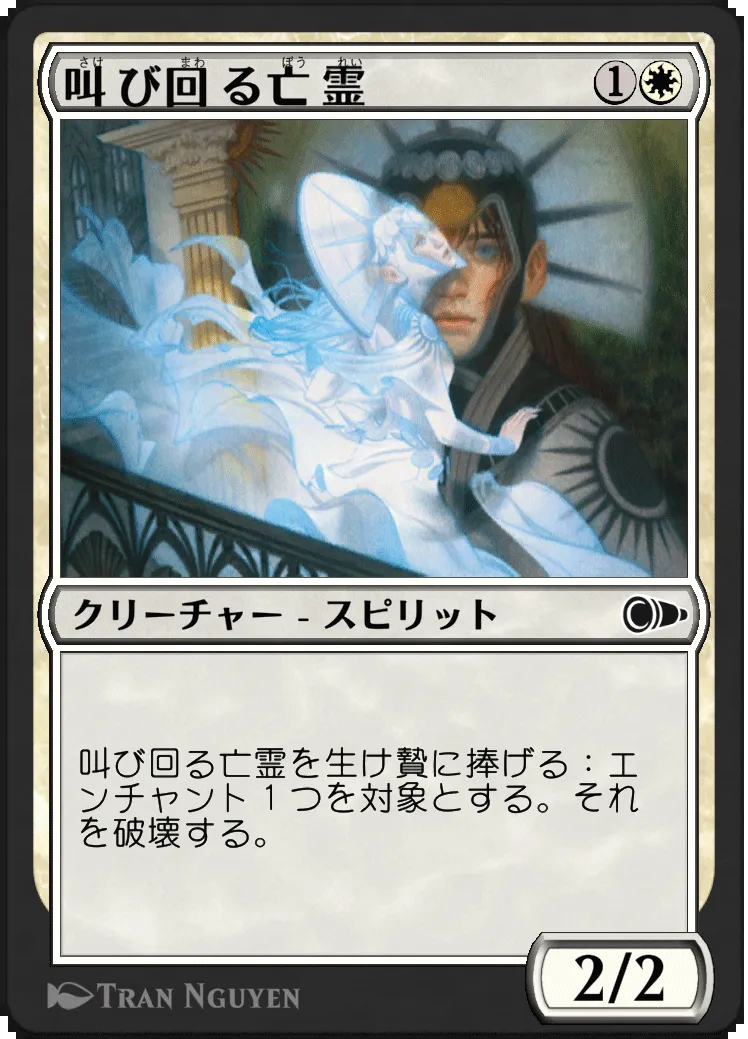 叫び回る亡霊
さけ まわ ぼう れい
1
クリーチャー - スピリット
叫び回る亡霊を生け贄に捧げる：エ
ンチャント１つを対象とする。それ
を破壊する。
2/2
TRAN NGUYEN